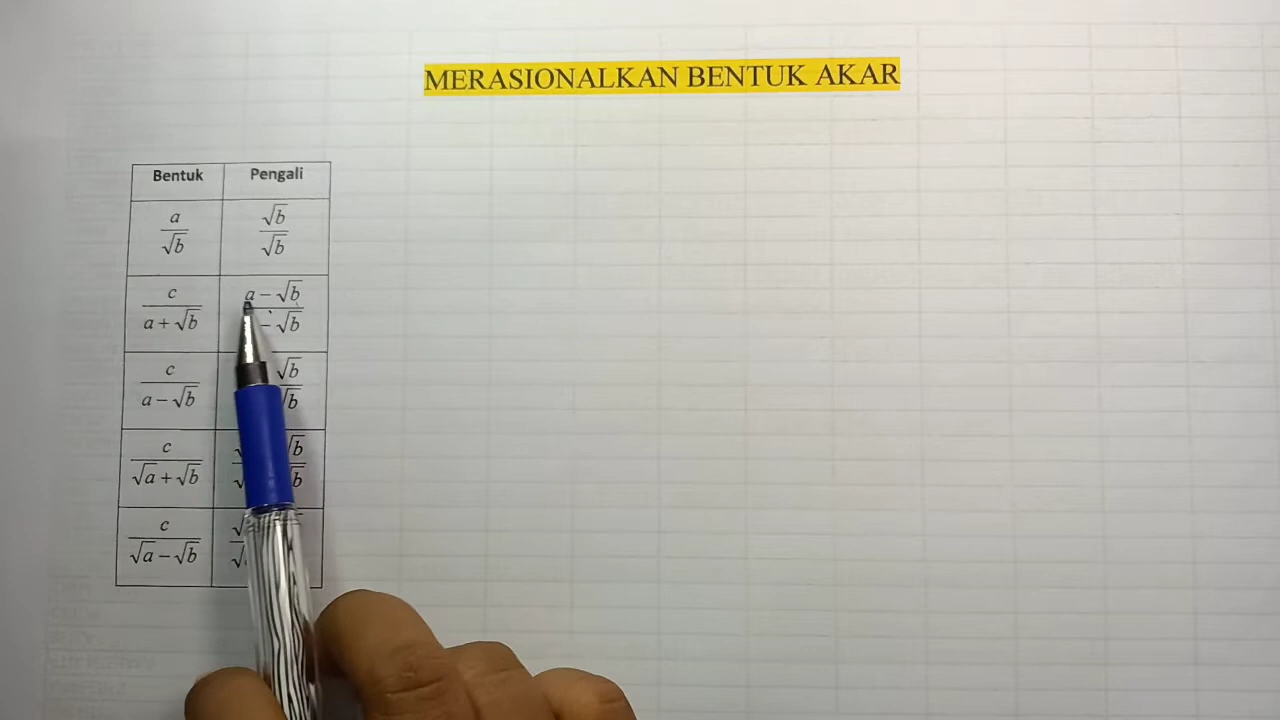 MERASIONALKAN BENTUK AKAR
Bentuk Pengali
a/√b √b/√b
c/(a + √b) a − √b / − √b
c/(a − √b) √b / √b
c/(√a + √b) √b / √b
c/(√a − √b)